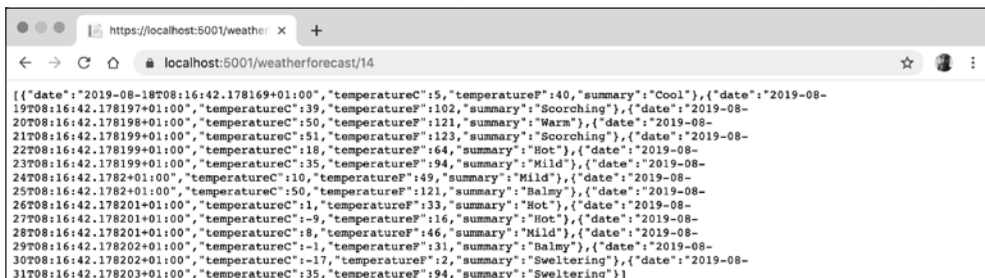 https://localhost:5001/weather
localhost:5001/weatherforecast/14
[{"date":"2019-08-18T08:16:42.178169+01:00","temperatureC":5,"temperatureF":40,"summary":"Cool"},{"date":"2019-08-
19T08:16:42.178197+01:00","temperatureC":39,"temperatureF":102,"summary":"Scorching"},{"date":"2019-08-
20T08:16:42.178198+01:00","temperatureC":50,"temperatureF":121,"summary":"Warm"},{"date":"2019-08-
21T08:16:42.178199+01:00","temperatureC":51,"temperatureF":123,"summary":"Scorching"},{"date":"2019-08-
22T08:16:42.178199+01:00","temperatureC":18,"temperatureF":64,"summary":"Hot"},{"date":"2019-08-
23T08:16:42.178199+01:00","temperatureC":35,"temperatureF":94,"summary":"Mild"},{"date":"2019-08-
24T08:16:42.1782+01:00","temperatureC":10,"temperatureF":49,"summary":"Mild"},{"date":"2019-08-
25T08:16:42.178201+01:00","temperatureC":50,"temperatureF":121,"summary":"Balmy"},{"date":"2019-08-
26T08:16:42.178201+01:00","temperatureC":1,"temperatureF":33,"summary":"Hot"},{"date":"2019-08-
27T08:16:42.178201+01:00","temperatureC":-9,"temperatureF":16,"summary":"Hot"},{"date":"2019-08-
28T08:16:42.178201+01:00","temperatureC":8,"temperatureF":46,"summary":"Mild"},{"date":"2019-08-
29T08:16:42.178202+01:00","temperatureC":-1,"temperatureF":31,"summary":"Balmy"},{"date":"2019-08-
30T08:16:42.178202+01:00","temperatureC":-17,"temperatureF":2,"summary":"Sweltering"},{"date":"2019-08-
31T08:16:42.178203+01:00","temperatureC":35,"temperatureF":94,"summary":"Sweltering"}]